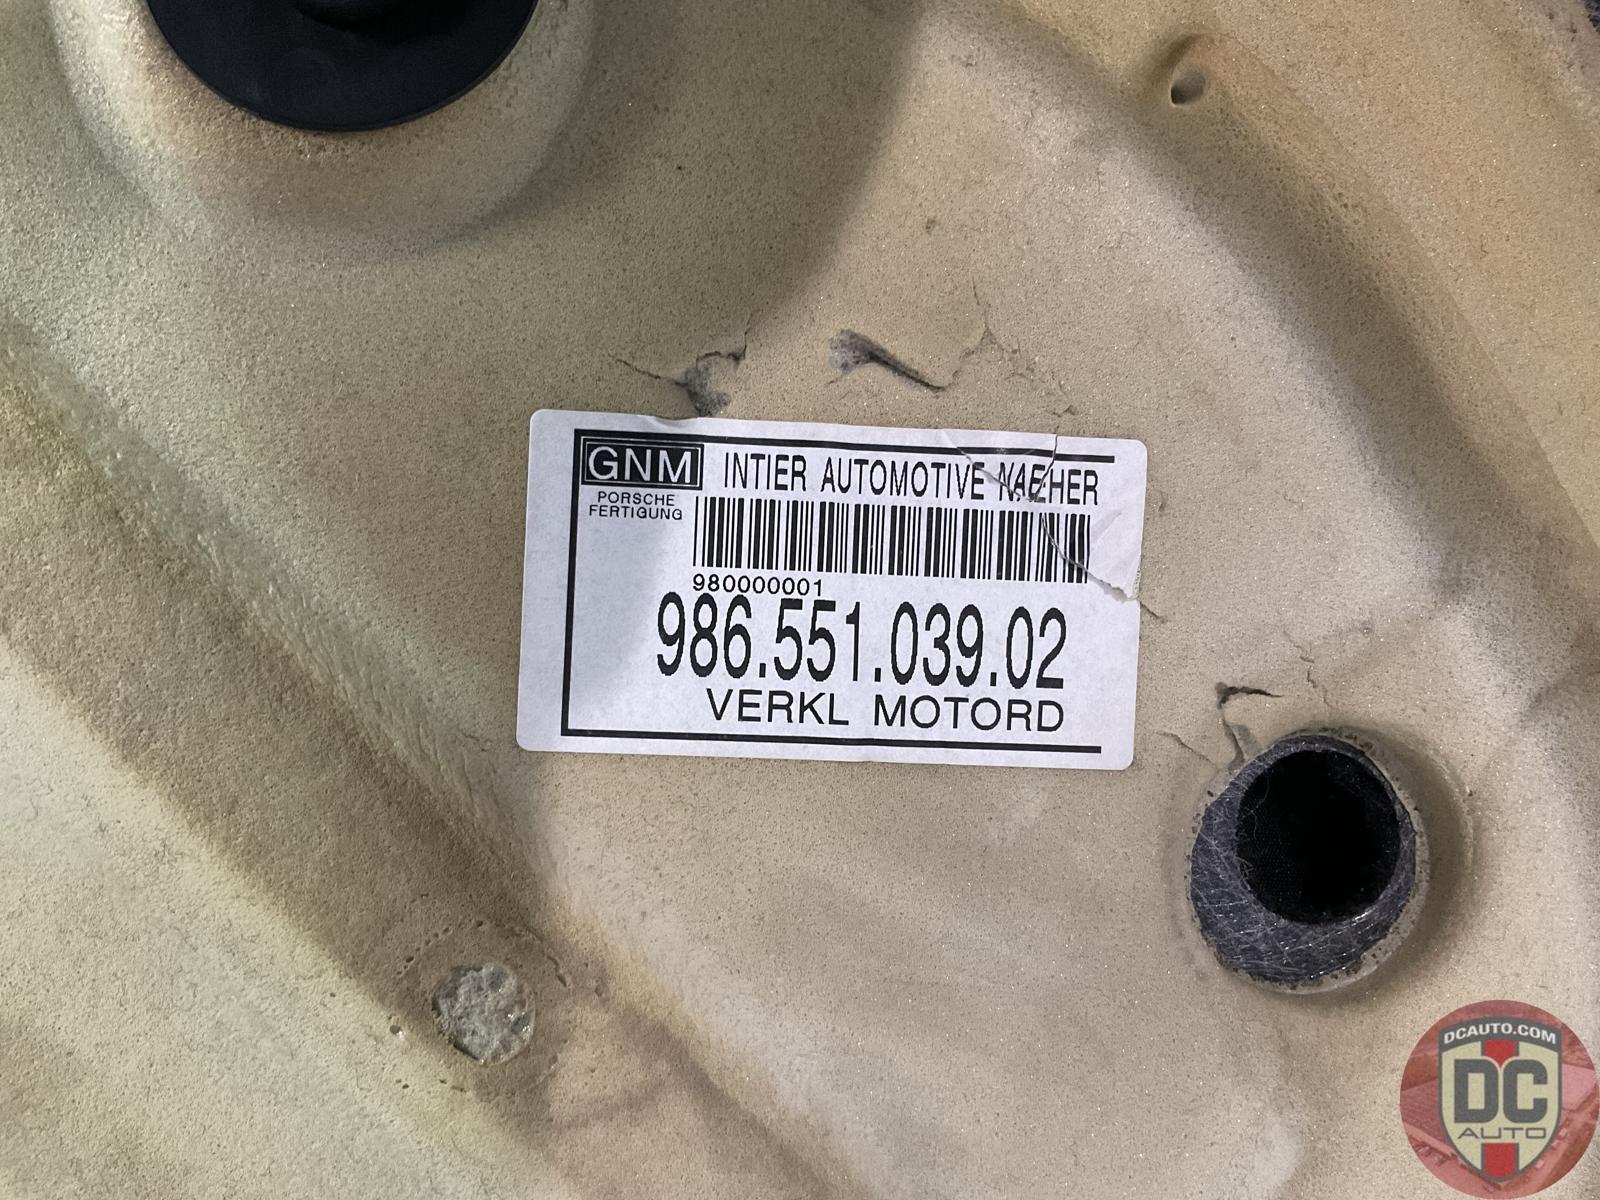 GNM INTIER AUTOMOTIVE NAEHER
PORSCHE
FERTIGUNG
980000001
986.551.039.02
VERKL MOTORD
DCAUTO.COM
DC
AUTO